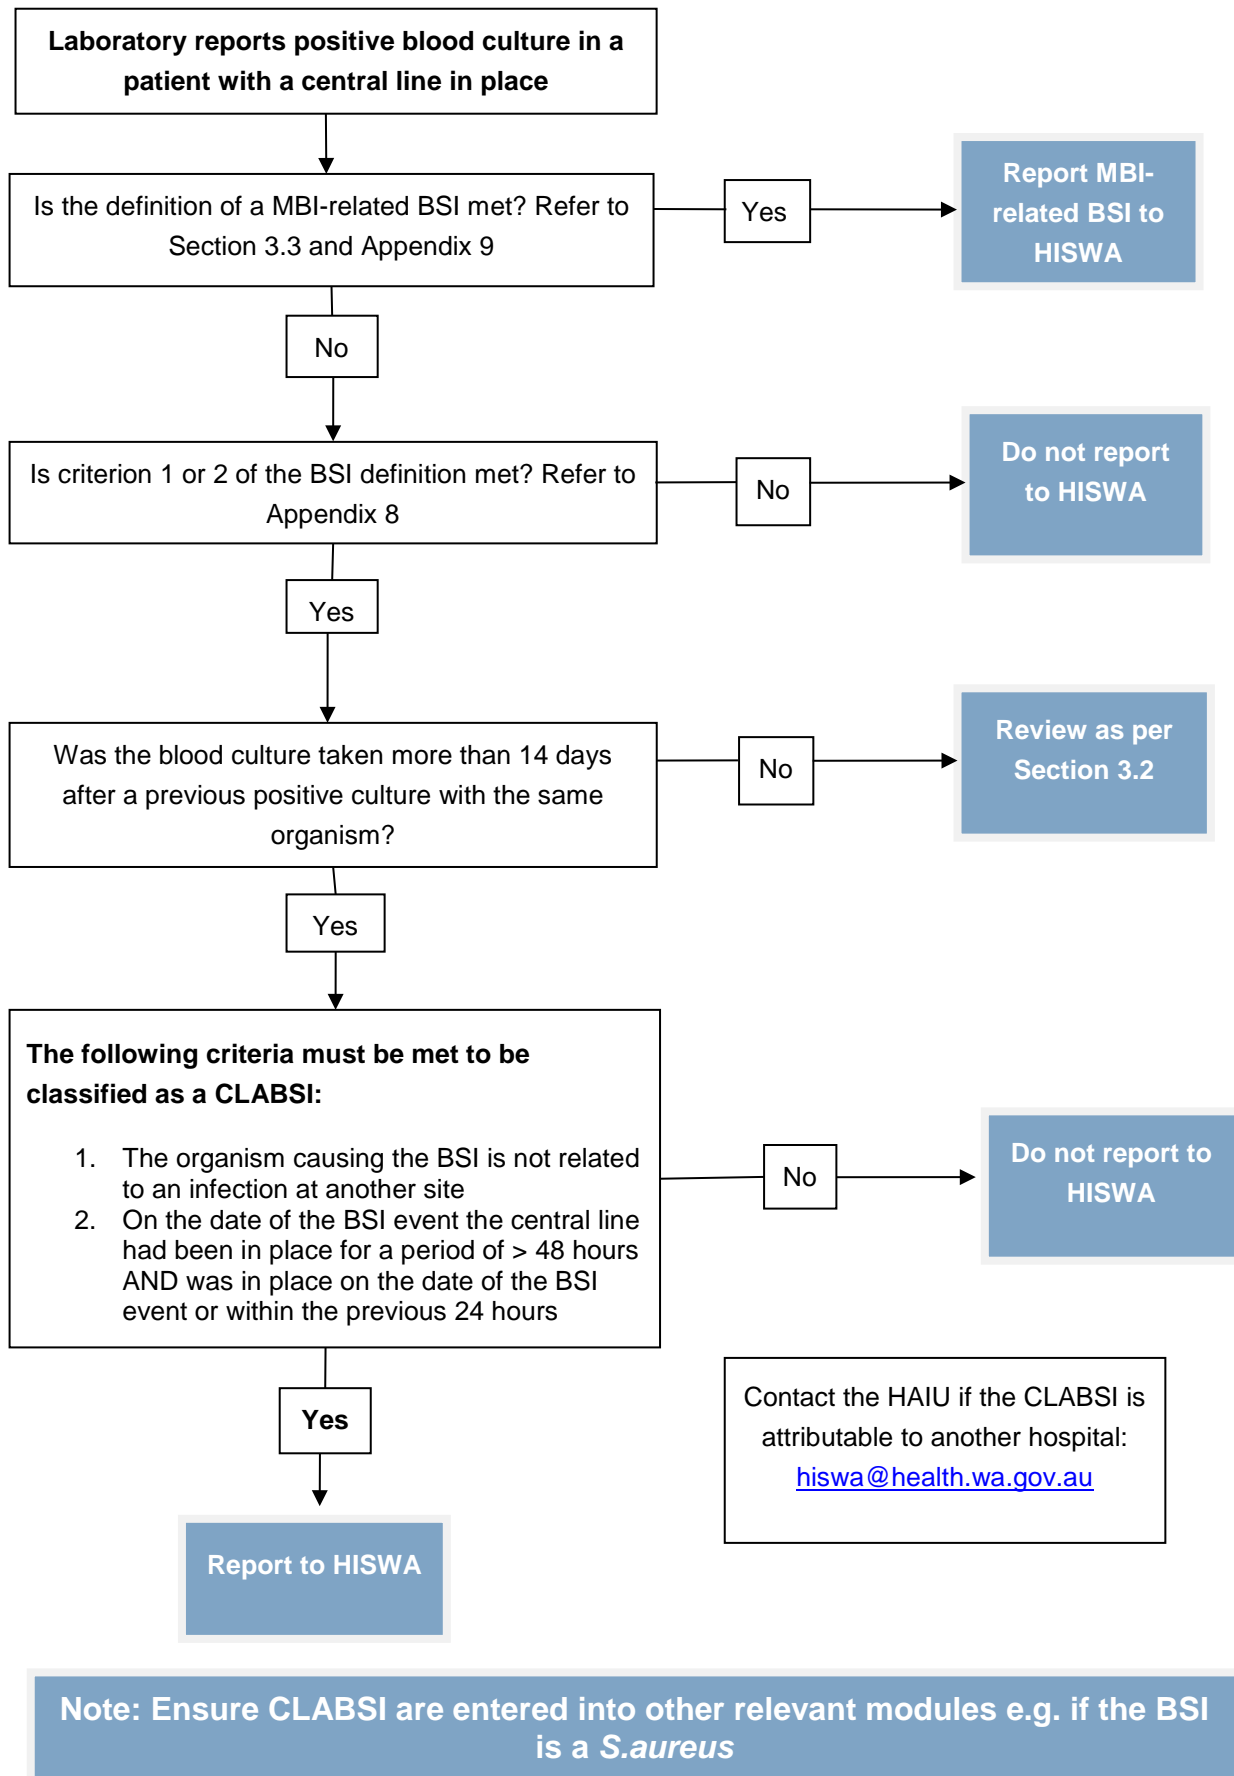 Laboratory reports positive blood culture in a
patient with a central line in place
Is the definition of a MBI-related BSI met? Refer to
Section 3.3 and Appendix 9
Yes
Report MBI-
related BSI to
HISWA
No
Is criterion 1 or 2 of the BSI definition met? Refer to
Appendix 8
No
Do not report
to HISWA
Yes
Was the blood culture taken more than 14 days
after a previous positive culture with the same
organism?
No
Review as per
Section 3.2
Yes
The following criteria must be met to be
classified as a CLABSI:
1. The organism causing the BSI is not related
to an infection at another site
2. On the date of the BSI event the central line
had been in place for a period of > 48 hours
AND was in place on the date of the BSI
event or within the previous 24 hours
No
Do not report to
HISWA
Yes
Contact the HAIU if the CLABSI is
attributable to another hospital:
hiswa@health.wa.gov.au
Report to HISWA
Note: Ensure CLABSI are entered into other relevant modules e.g. if the BSI
is a S.aureus